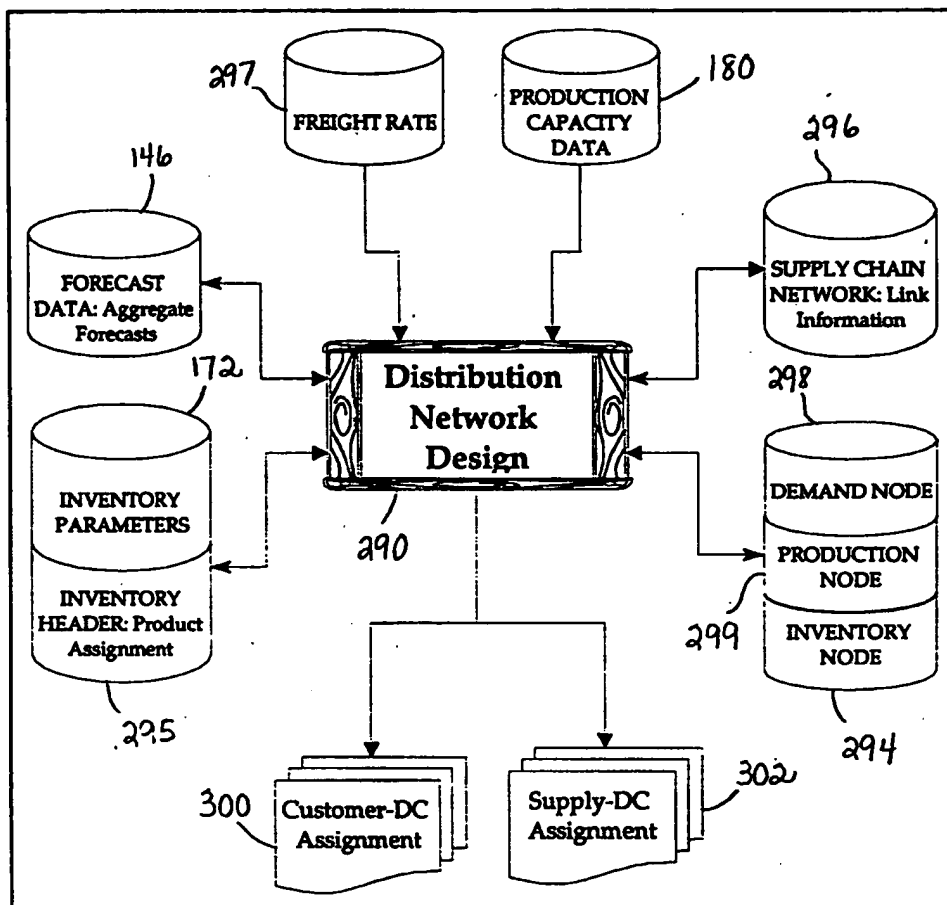 297
FREIGHT RATE
PRODUCTION
CAPACITY
DATA
180
146
FORECAST
DATA: Aggregate
Forecasts
296
SUPPLY CHAIN
NETWORK: Link
Information
172
INVENTORY
PARAMETERS
INVENTORY
HEADER: Product
Assignment
295
Distribution
Network
Design
290
298
DEMAND NODE
PRODUCTION
NODE
299
INVENTORY
NODE
294
300
Customer-DC
Assignment
Supply-DC
Assignment
302